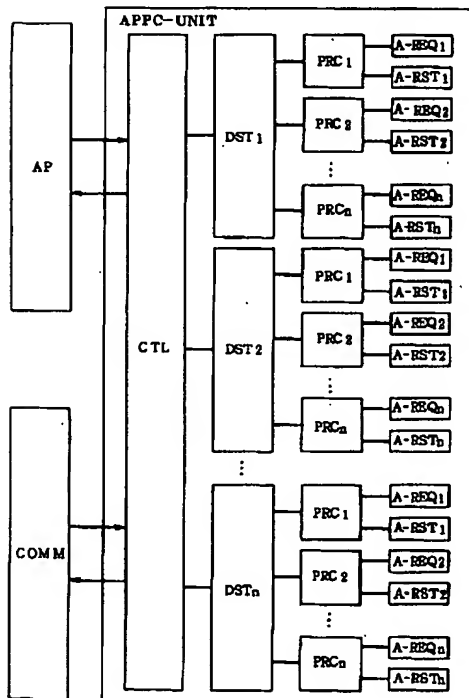 APPC-UNIT
AP
COMM
CTL
DST1
PRC1
A-REQ1
A-RST1
PRC2
A-REQ2
A-RST2
PRCn
A-REQn
A-RSTn
DST2
PRC1
A-REQ1
A-RST1
PRC2
A-REQ2
A-RST2
PRCn
A-REQn
A-RSTn
DSTn
PRC1
A-REQ1
A-RST1
PRC2
A-REQ2
A-RST2
PRCn
A-REQn
A-RSTn